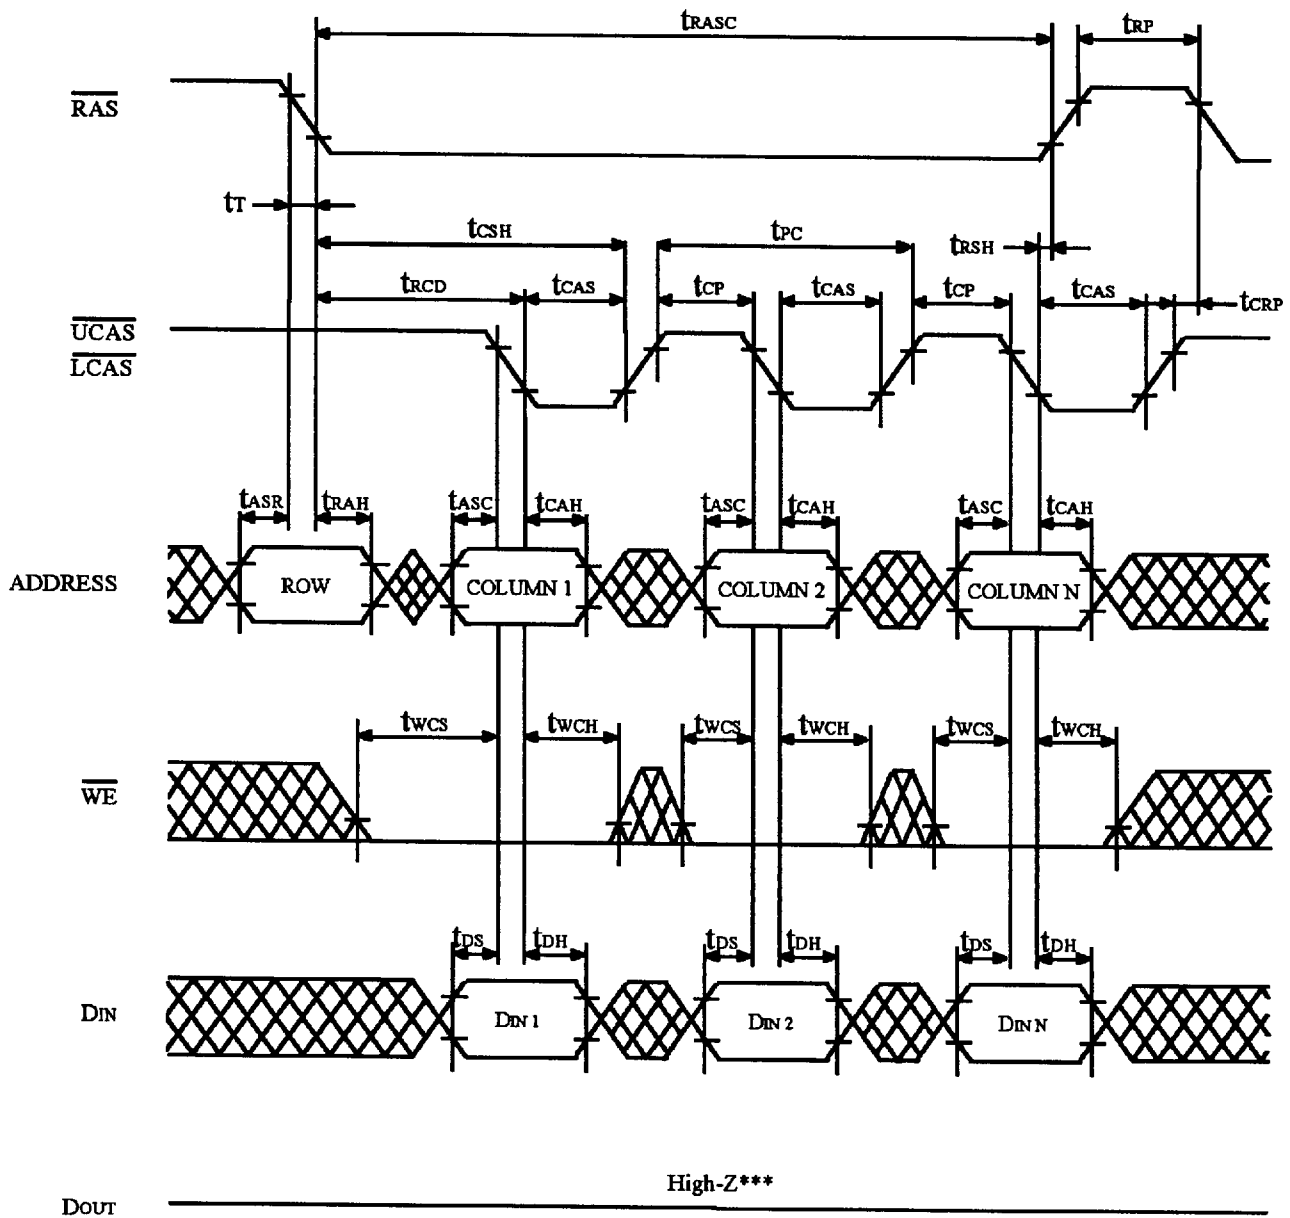 tRASC tRP
RAS
tT tCSH tPC tRSH
tRCD tCAS tCP tCAS tCP tCAS tCRP
UCAS
LCAS
tASR tRAH tASC tCAH tASC tCAH tASC tCAH
ADDRESS ROW COLUMN 1 COLUMN 2 COLUMN N
tWCS tWCH tWCS tWCH tWCS tWCH
WE
tDS tDH tDS tDH tDS tDH
DIN DIN 1 DIN 2 DIN N
High-Z***
DOUT